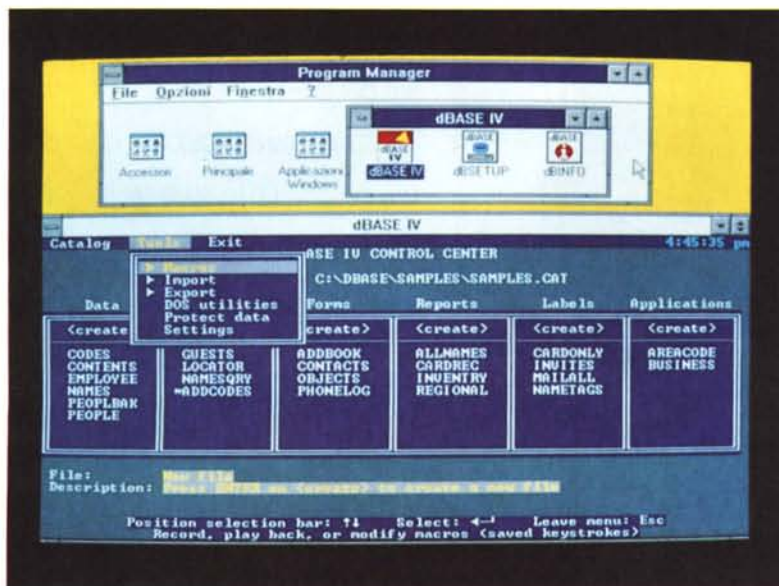 Program Manager
File Opzioni Finestra ?
dBASE IV
dBASE IV
dBSETUP
dBINFO
Accessori Principale Applicazioni Windows
dBASE IV
dBASE IV
Catalog Tools Exit 4:45:35 pm
BASE IV CONTROL CENTER
C:\DBASE\SAMPLES\SAMPLES.CAT
Macros
Import
Export
DOS utilities
Protect data
Settings
Data Forms Reports Labels Applications
<create create> <create> <create> <create> <create>
CODES GUESTS ADDBOOK ALLNAMES CARDONLY AREACODE
CONTENTS LOCATOR CONTACTS CARDREC INVITES BUSINESS
EMPLOYEE NAMESQRY OBJECTS INVENTRY MAILALL
NAMES *ADDCODES PHONELOG REGIONAL NAMETAGS
PEOPLBAK
PEOPLE
File: New file
Description: Press ENTER on <create> to create a new file
Position selection bar: ↑↓ Select: ↵ Leave menu: Esc
Record, play back, or modify macros (saved keystrokes)